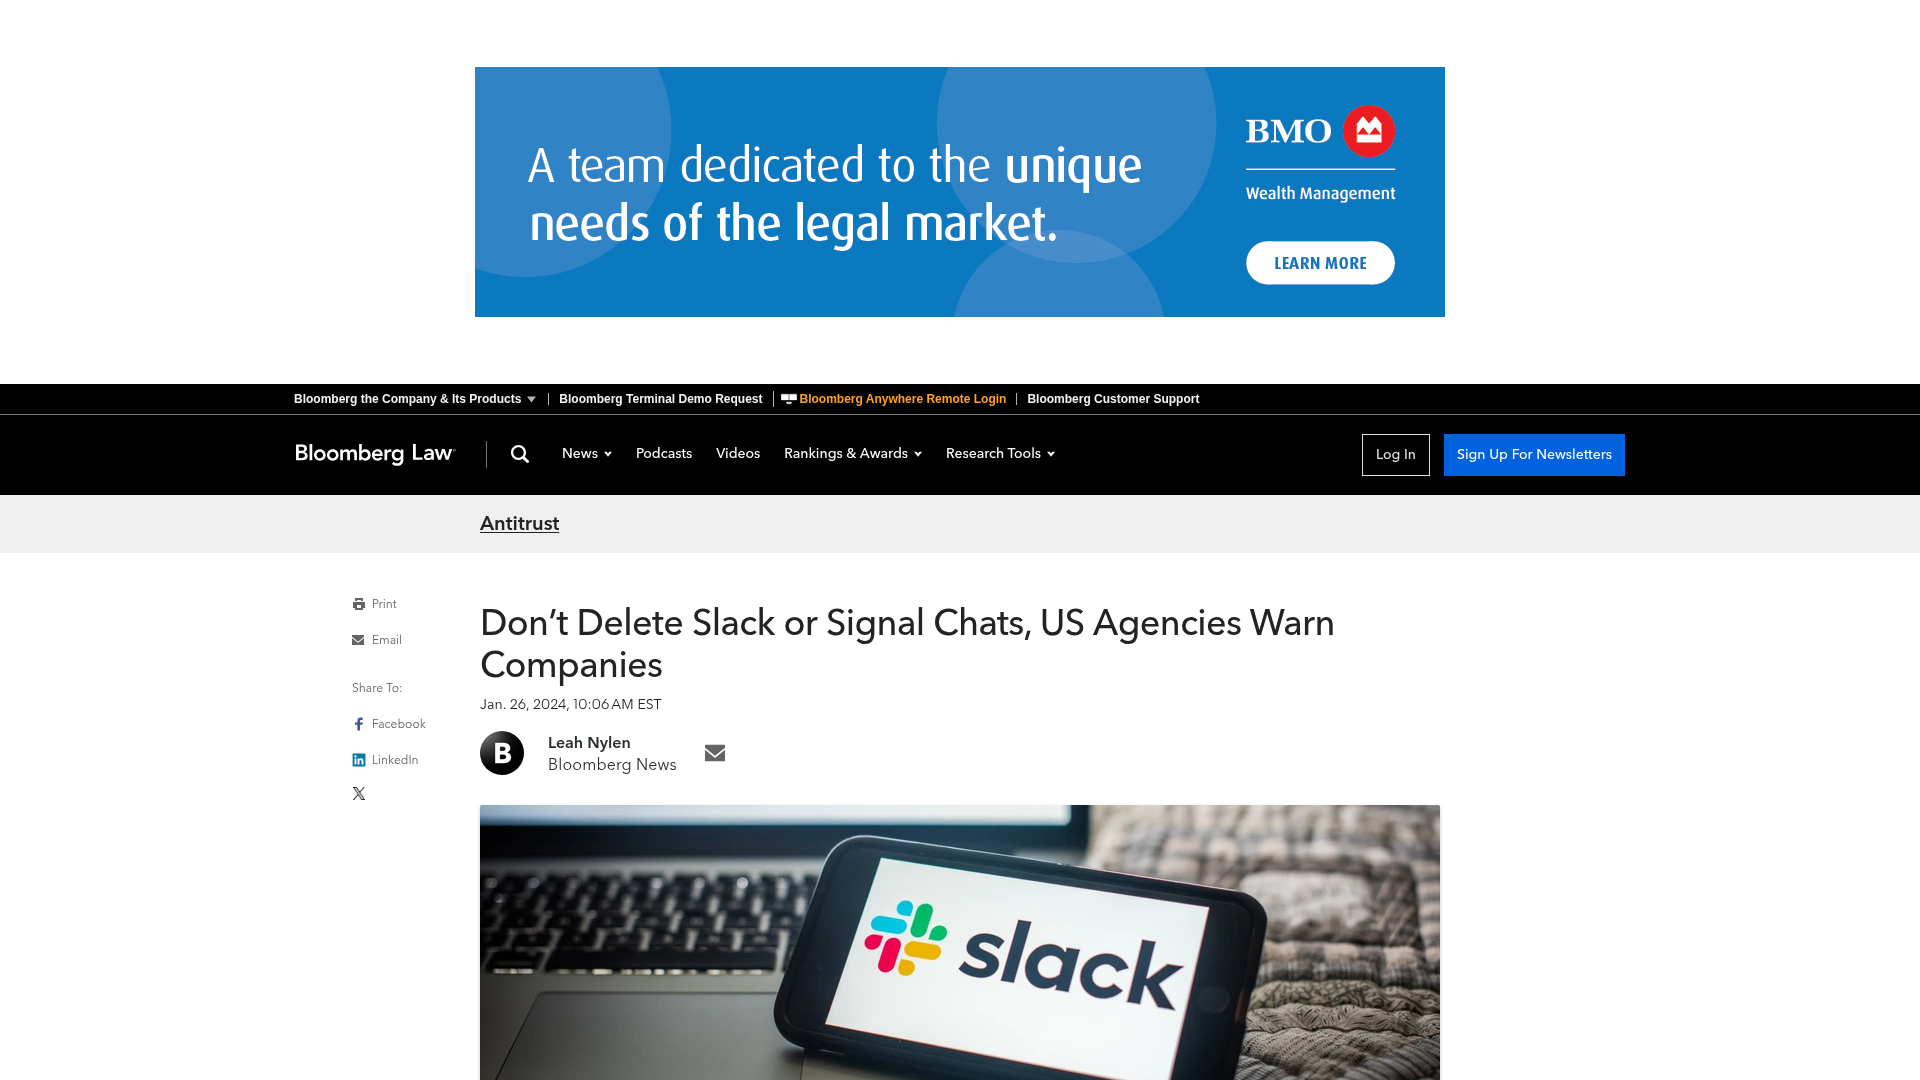 A team dedicated to the unique
needs of the legal market.
BMO
Wealth Management
LEARN MORE
Bloomberg the Company & Its Products
Bloomberg Terminal Demo Request
Bloomberg Anywhere Remote Login
Bloomberg Customer Support
Bloomberg Law
News
Podcasts
Videos
Rankings & Awards
Research Tools
Log In
Sign Up For Newsletters
Antitrust
Print
Email
Share To:
Facebook
LinkedIn
Don’t Delete Slack or Signal Chats, US Agencies Warn
Companies
Jan. 26, 2024, 10:06 AM EST
B
Leah Nylen
Bloomberg News
slack